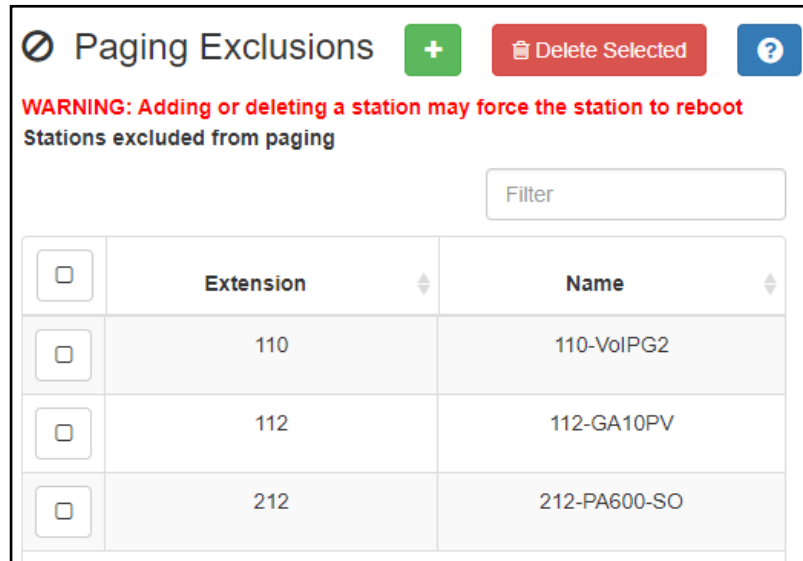 Paging Exclusions + Delete Selected ?
WARNING: Adding or deleting a station may force the station to reboot
Stations excluded from paging
Filter
Extension Name
110 110-VoIPG2
112 112-GA10PV
212 212-PA600-SO